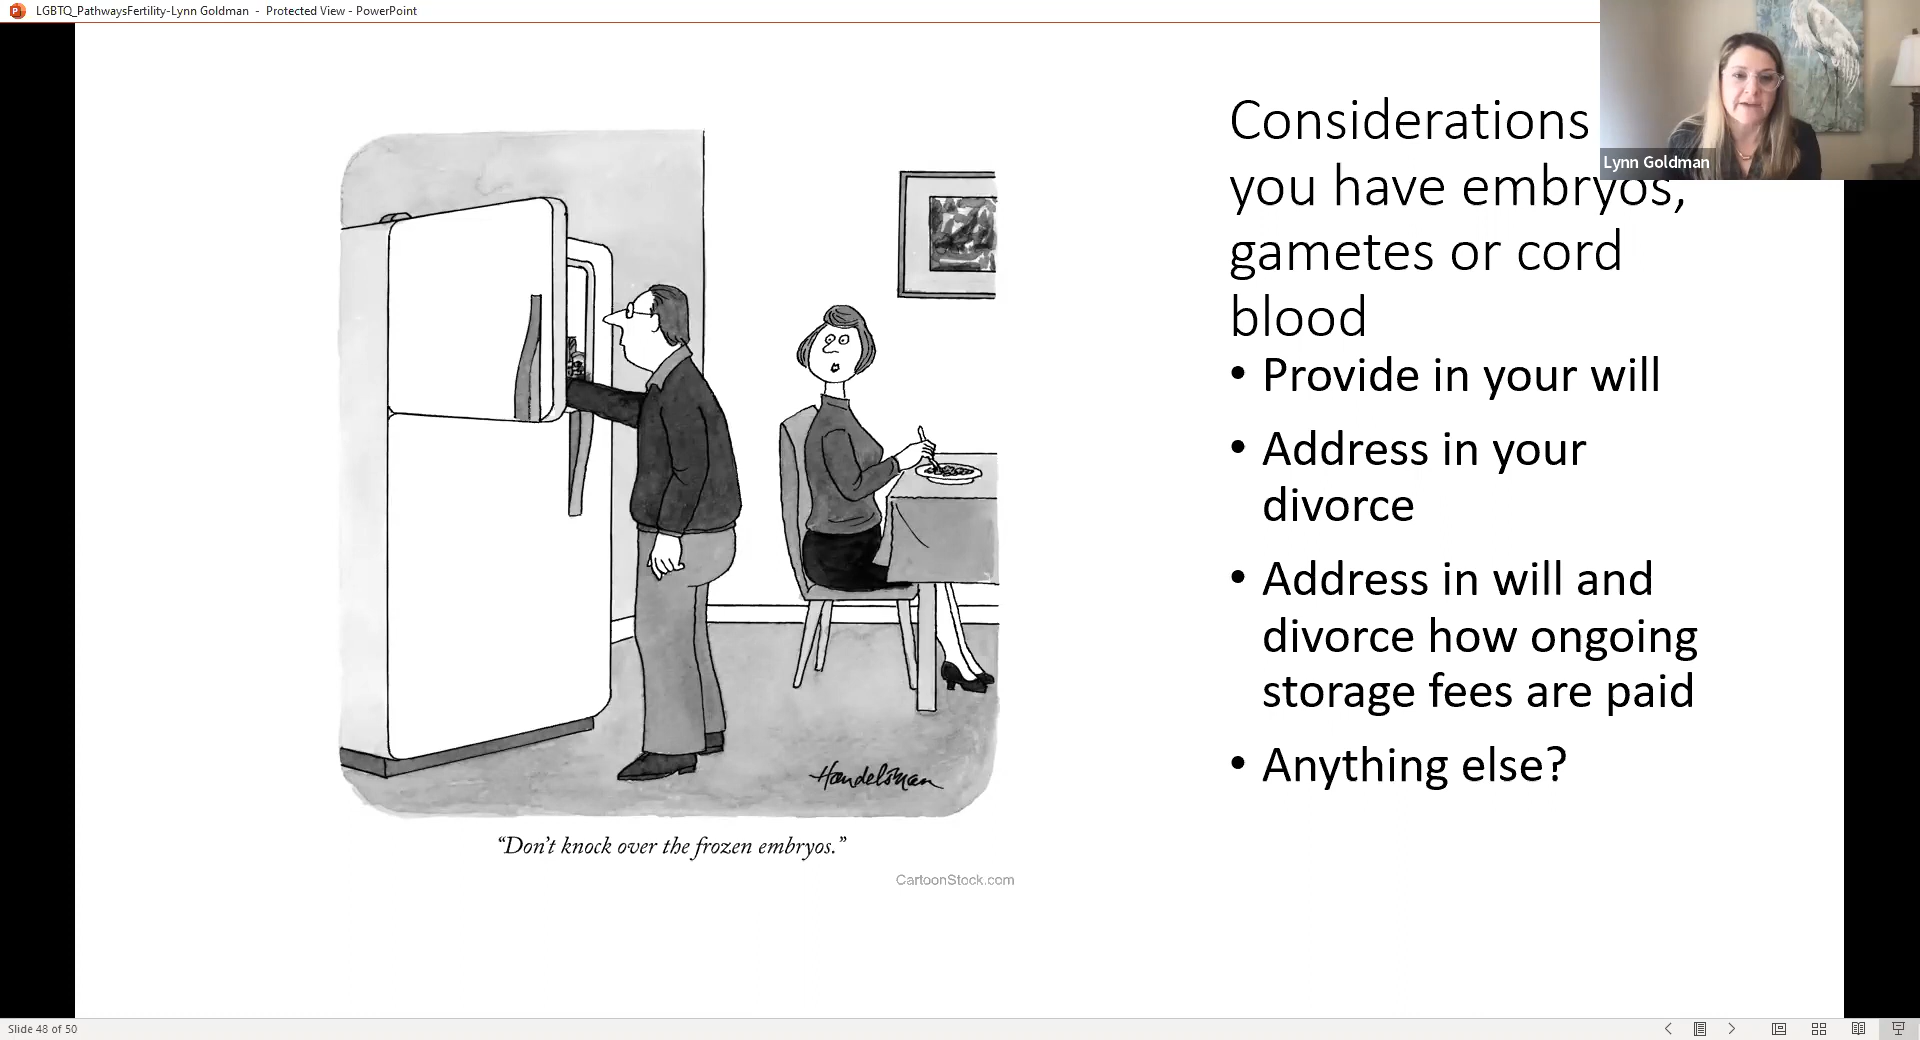 LGBTQ_PathwaysFertility-Lynn Goldman - Protected View - PowerPoint
Lynn Goldman
Considerations
you have embryos,
gametes or cord
blood
• Provide in your will
• Address in your
divorce
• Address in will and
divorce how ongoing
storage fees are paid
• Anything else?
Handelsman
“Don’t knock over the frozen embryos.”
CartoonStock.com
Slide 48 of 50